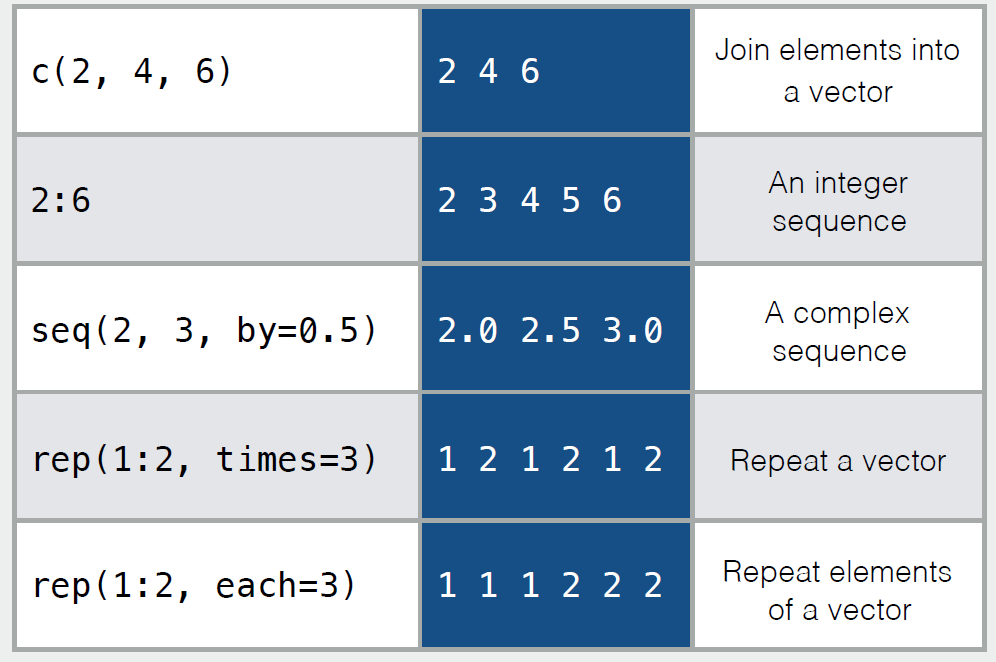 c(2, 4, 6)
2 4 6
Join elements into
a vector
2:6
2 3 4 5 6
An integer
sequence
seq(2, 3, by=0.5)
2.0 2.5 3.0
A complex
sequence
rep(1:2, times=3)
1 2 1 2 1 2
Repeat a vector
rep(1:2, each=3)
1 1 1 2 2 2
Repeat elements
of a vector